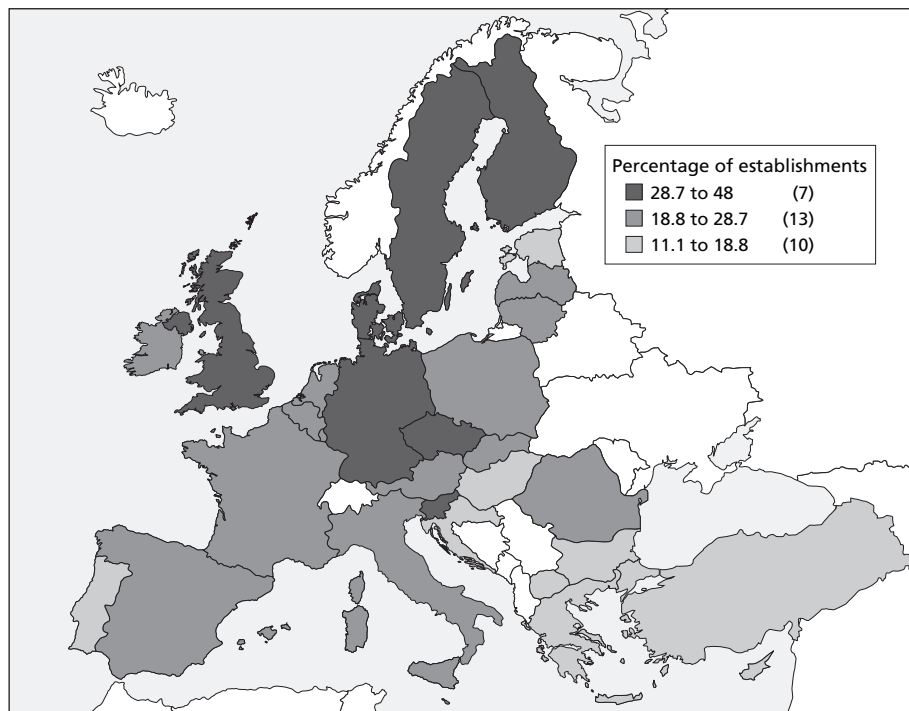 Percentage of establishments
28.7 to 48 (7)
18.8 to 28.7 (13)
11.1 to 18.8 (10)